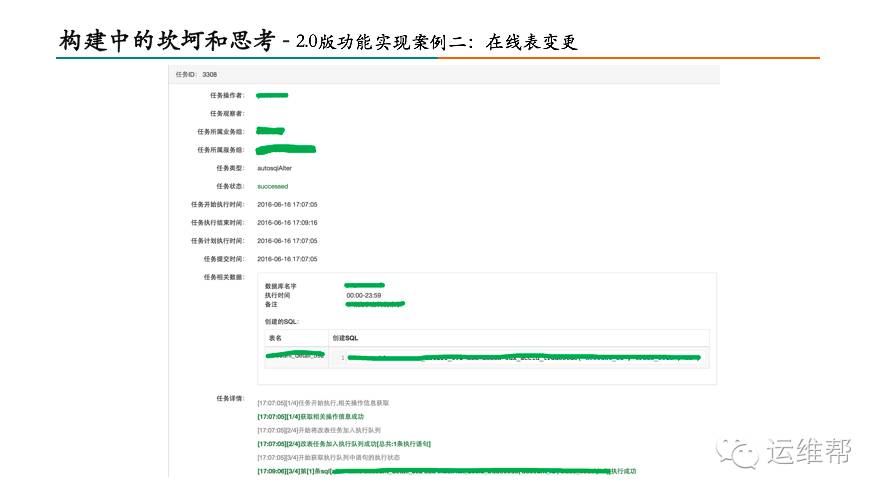 构建中的坎坷和思考 - 2.0版功能实现案例二：在线表变更
任务ID: 3308
任务操作者:
任务观察者:
任务所属业务组:
任务所属服务组:
任务类型: autosqlAlter
任务状态: successed
任务开始执行时间: 2016-06-16 17:07:05
任务执行结束时间: 2016-06-16 17:09:16
任务计划执行时间: 2016-06-16 17:07:05
任务提交时间: 2016-06-16 17:07:05
任务相关数据:
数据库名字
执行时间 00:00-23:59
备注
创建的SQL:
表名 创建SQL
1
任务详情:
[17:07:05][1/4]任务开始执行,相关操作信息获取
[17:07:05][1/4]获取相关操作信息成功
[17:07:05][2/4]开始将改表任务加入执行队列
[17:07:05][2/4]改表任务加入执行队列成功[总共:1条执行语句]
[17:07:05][3/4]开始获取执行队列中语句的执行状态
[17:09:06][3/4]第[1]条sql[ 执行成功
运维帮